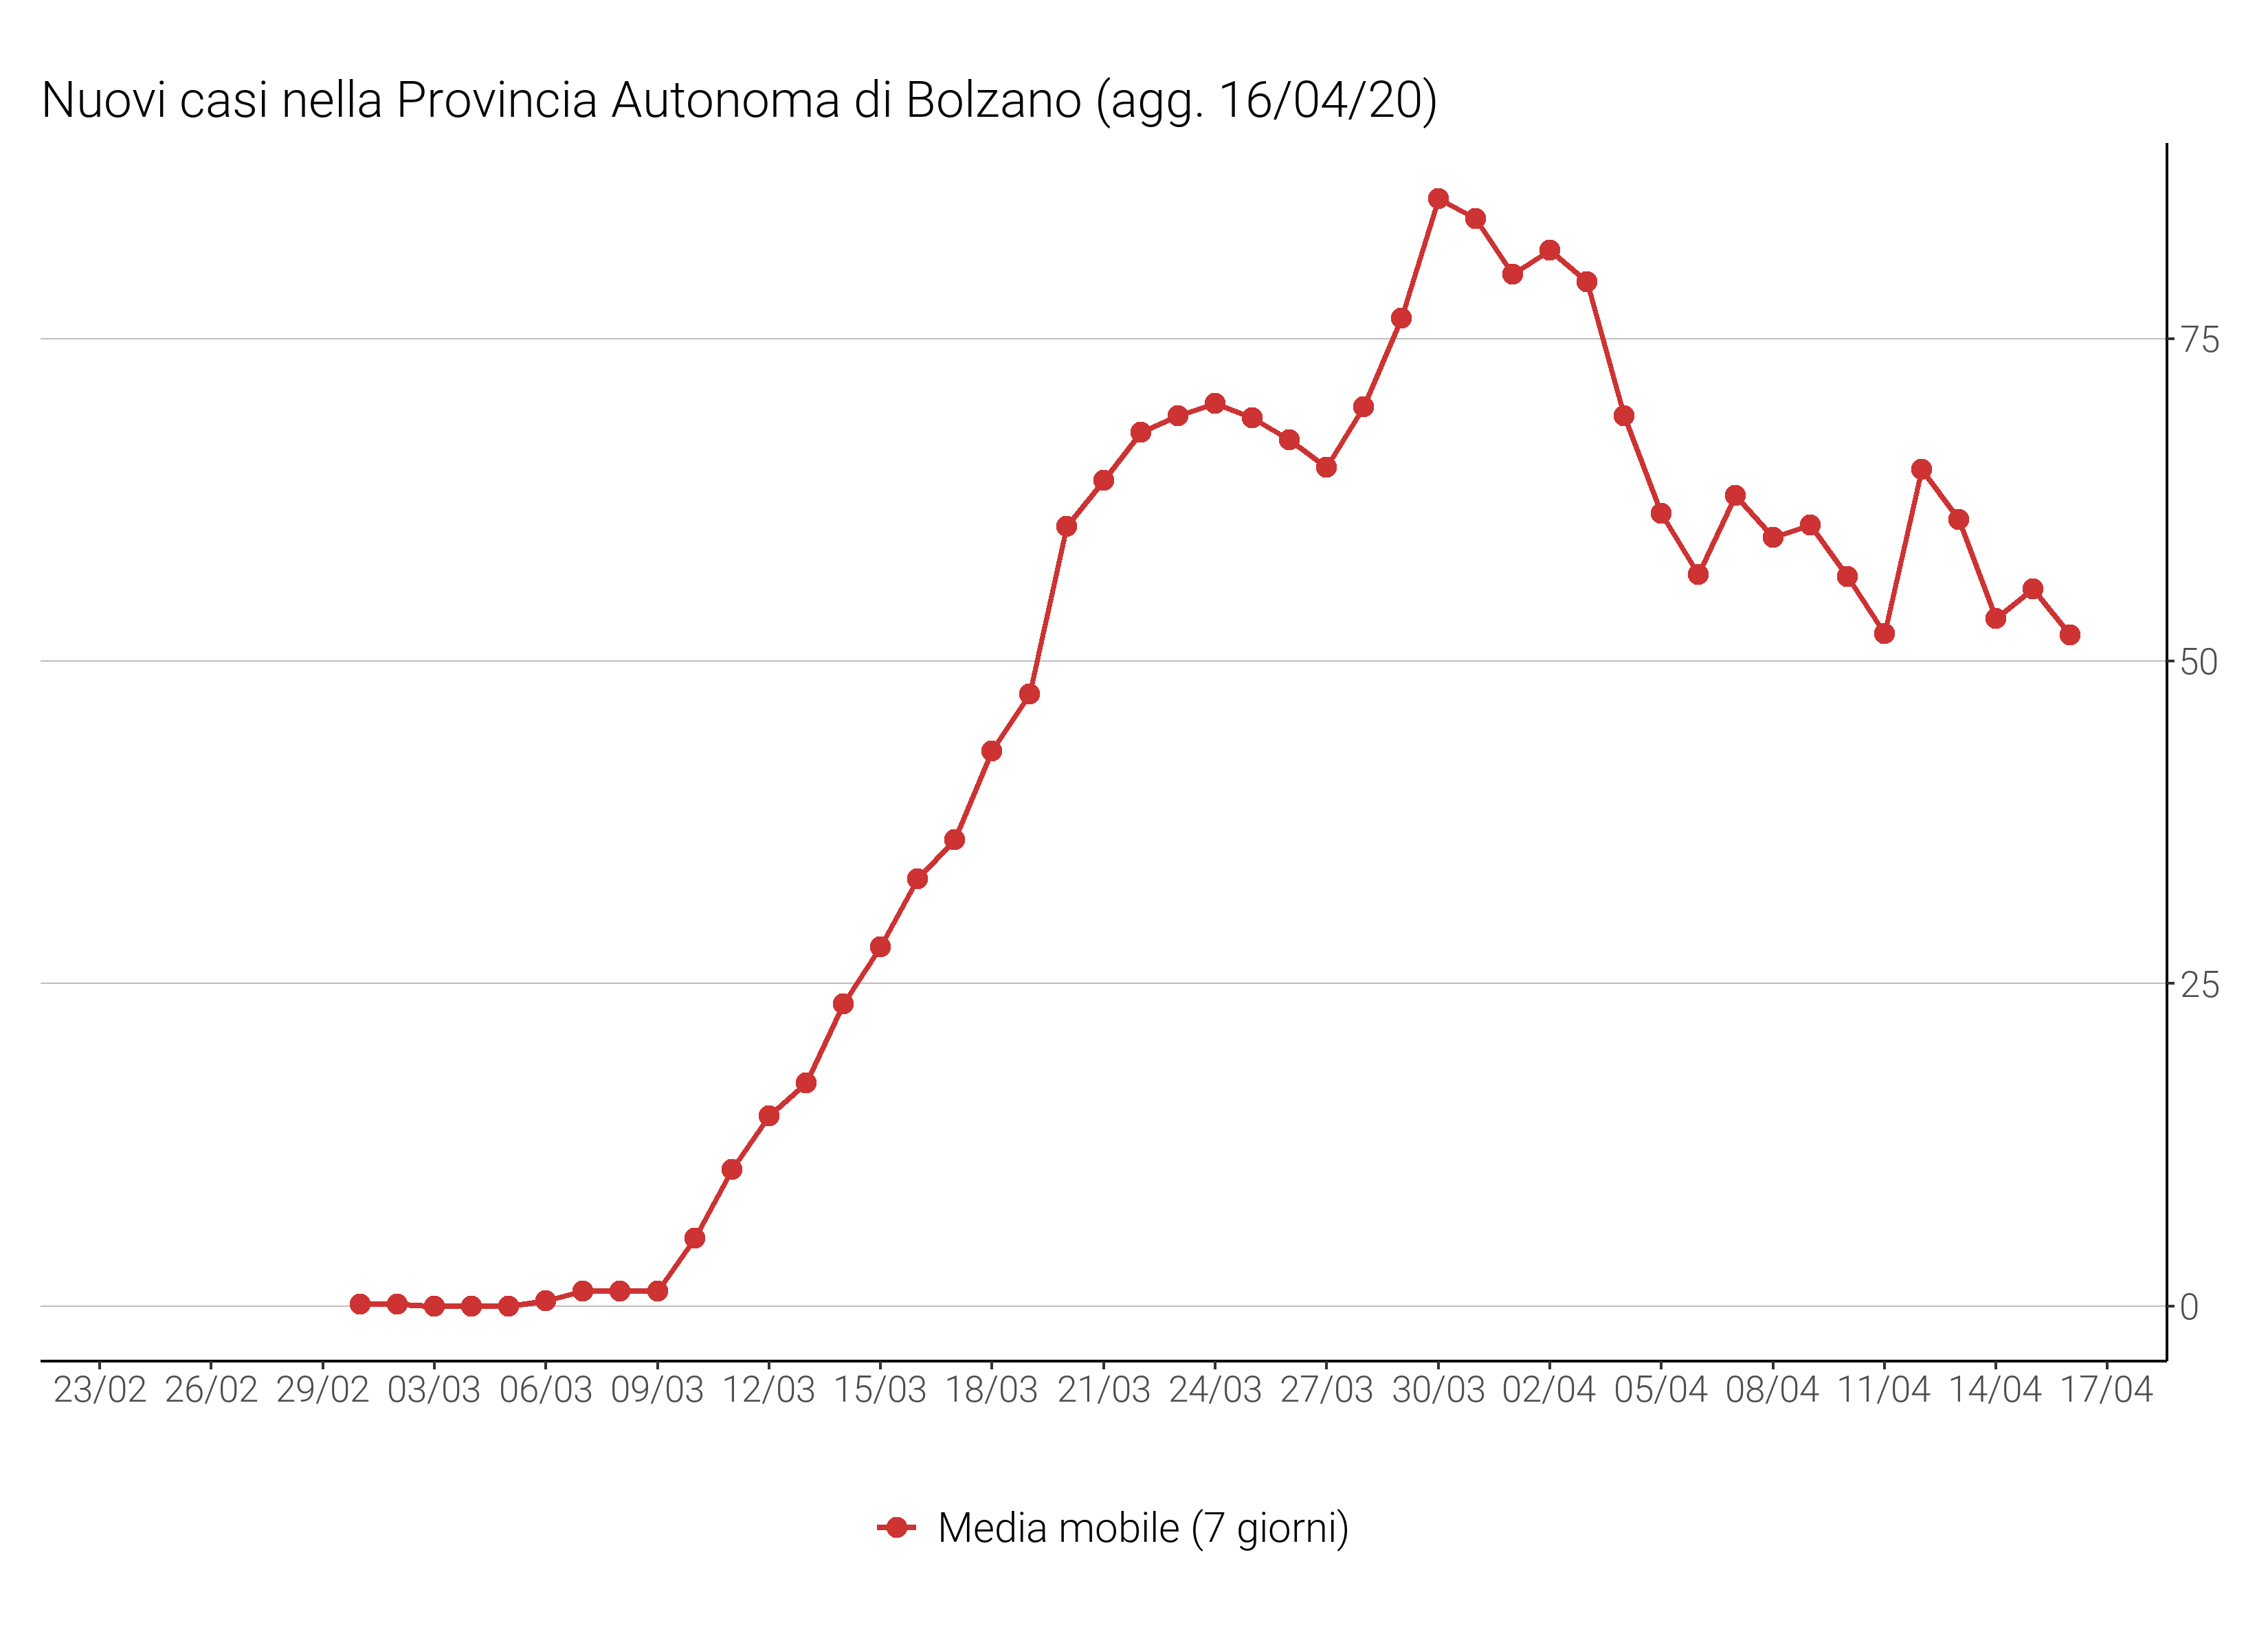 Nuovi casi nella Provincia Autonoma di Bolzano (agg. 16/04/20)
75
50
25
0
23/02 26/02 29/02 03/03 06/03 09/03 12/03 15/03 18/03 21/03 24/03 27/03 30/03 02/04 05/04 08/04 11/04 14/04 17/04
Media mobile (7 giorni)